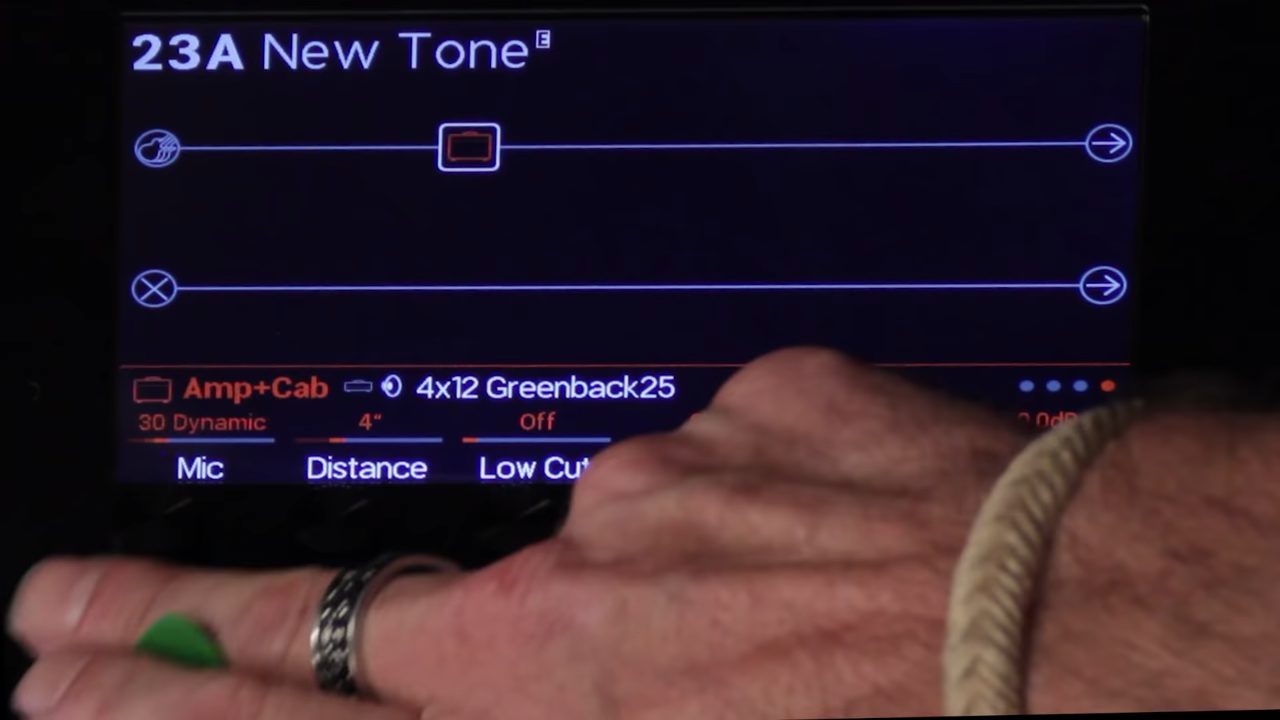 23A New Tone E
Amp+Cab 4x12 Greenback25
30 Dynamic 4“ Off
Mic Distance Low Cut